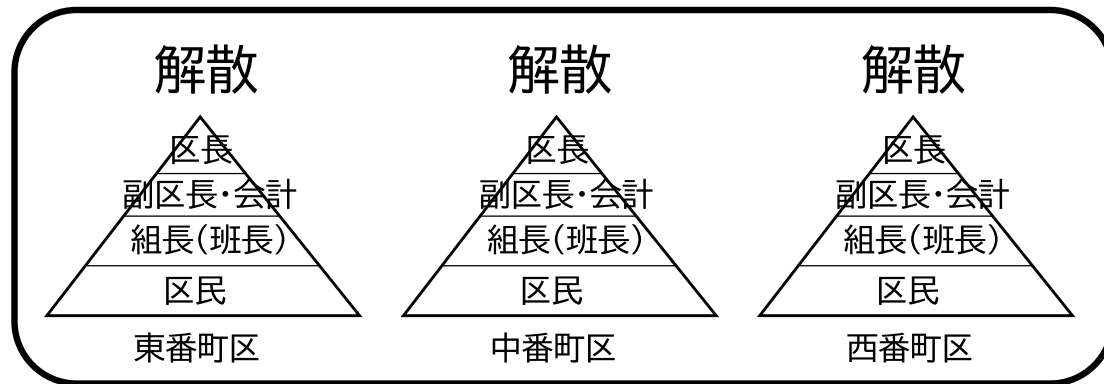 解散
区長
副区長・会計
組長(班長)
区民
東番町区
解散
区長
副区長・会計
組長(班長)
区民
中番町区
解散
区長
副区長・会計
組長(班長)
区民
西番町区